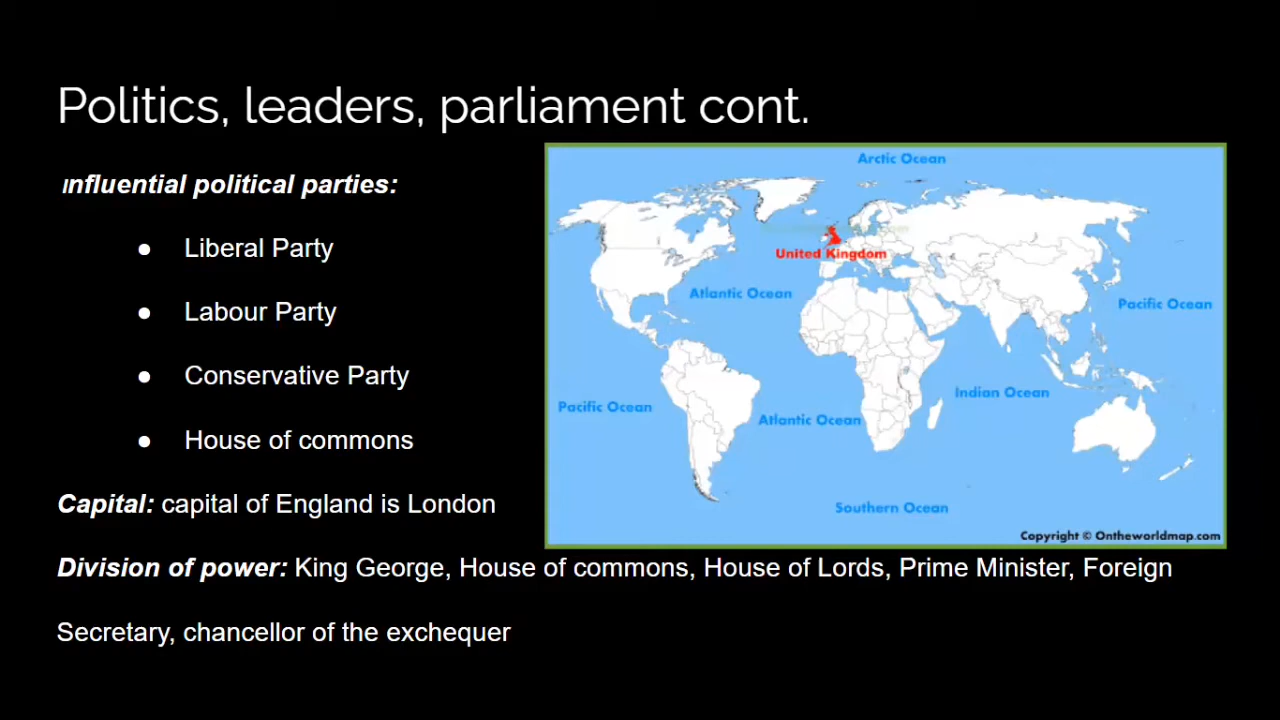 Politics, leaders, parliament cont.
Influential political parties:
● Liberal Party
● Labour Party
● Conservative Party
● House of commons
Capital: capital of England is London
Division of power: King George, House of commons, House of Lords, Prime Minister, Foreign
Secretary, chancellor of the exchequer
Arctic Ocean
United Kingdom
Atlantic Ocean
Pacific Ocean
Indian Ocean
Pacific Ocean
Atlantic Ocean
Southern Ocean
Copyright © Ontheworldmap.com